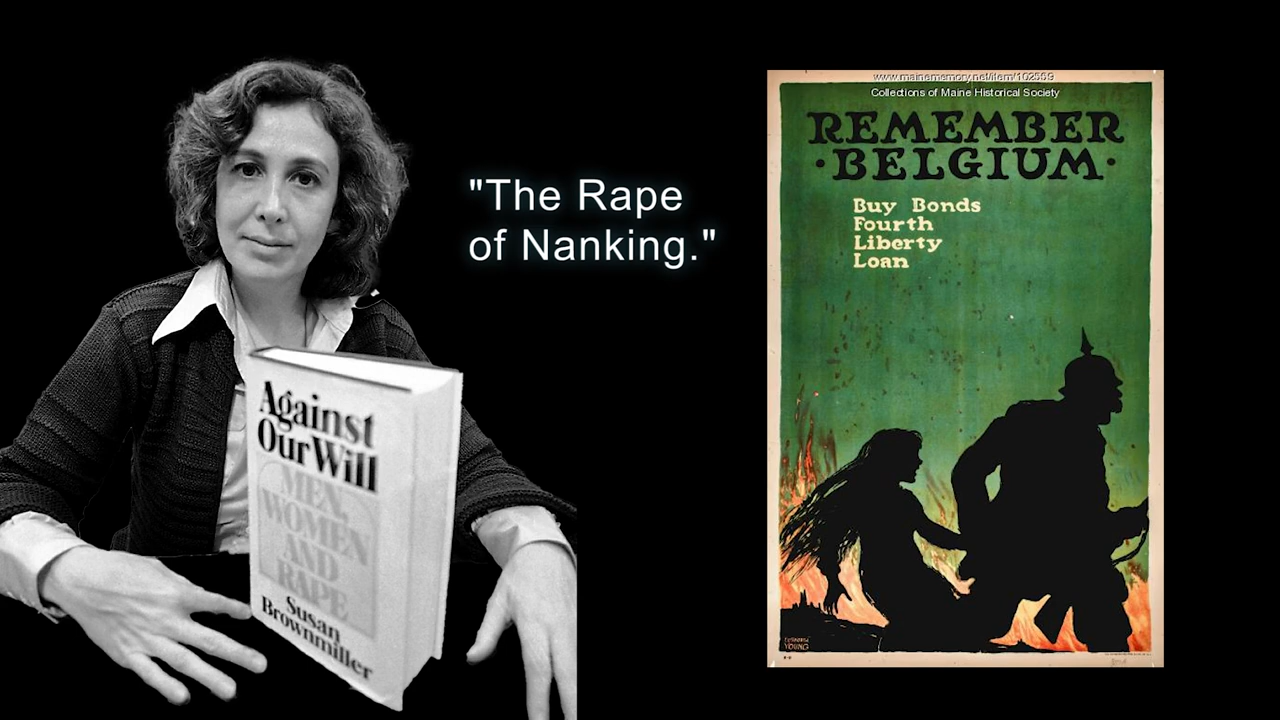 "The Rape
of Nanking."
Against
Our Will
MEN,
WOMEN
AND
RAPE
Susan
Brownmiller
www.mainememory.net/item/102559
Collections of Maine Historical Society
REMEMBER
·BELGIUM·
Buy Bonds
Fourth
Liberty
Loan
YOUNG